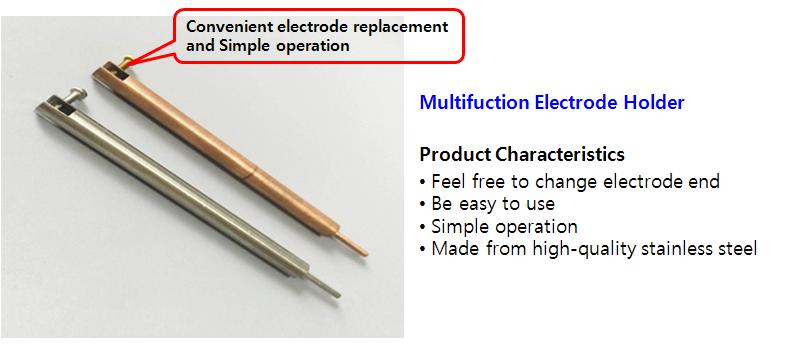 Convenient electrode replacement
and Simple operation
Multifuction Electrode Holder
Product Characteristics
• Feel free to change electrode end
• Be easy to use
• Simple operation
• Made from high-quality stainless steel